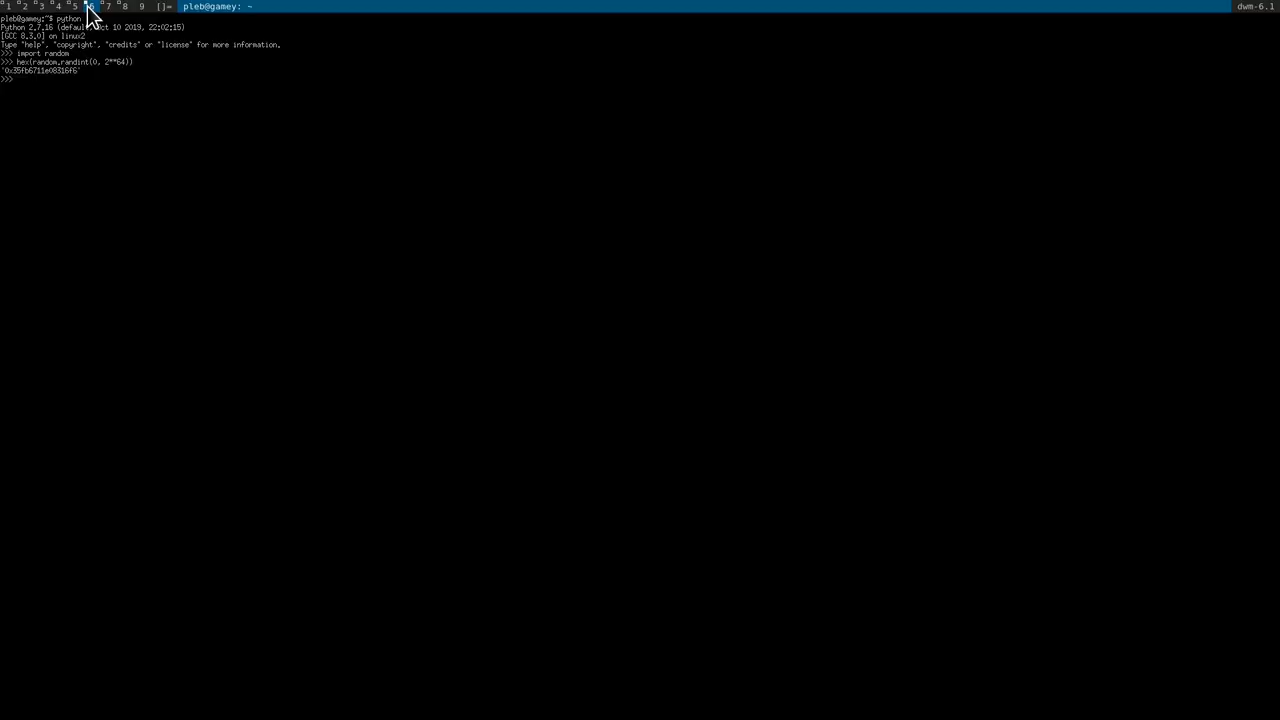 1 2 3 4 5 6 7 8 9 []= pleb@gamey: ~ dwm-6.1
pleb@gamey:~$ python
Python 2.7.16 (default, Oct 10 2019, 22:02:15)
[GCC 8.3.0] on linux2
Type "help", "copyright", "credits" or "license" for more information.
>>> import random
>>> hex(random.randint(0, 2**64))
'0x35fb6711e08316f6'
>>>